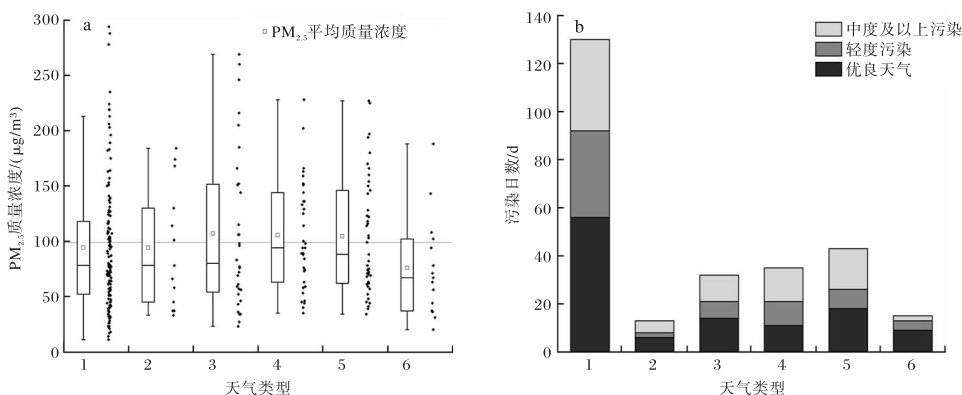 a
PM2.5平均质量浓度
PM2.5质量浓度/(μg/m³)
300
250
200
150
100
50
0
1 2 3 4 5 6
天气类型
b
中度及以上污染
轻度污染
优良天气
污染日数/d
140
120
100
80
60
40
20
0
1 2 3 4 5 6
天气类型